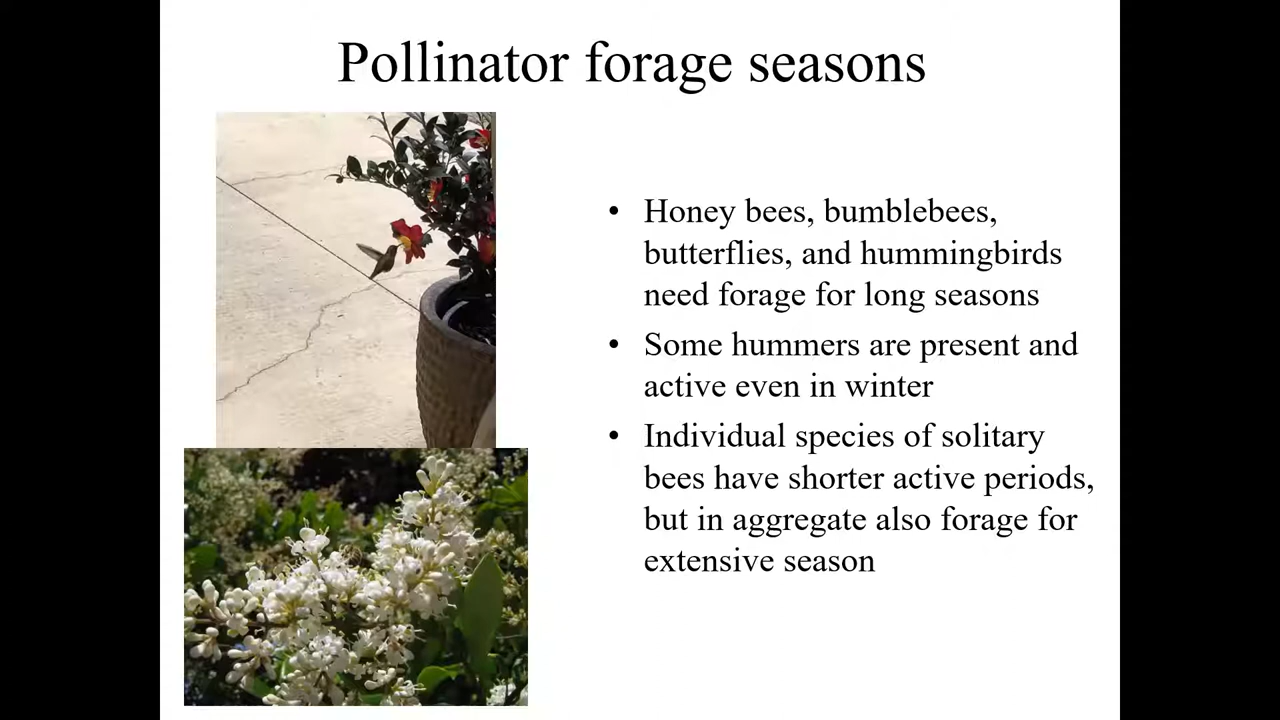 Pollinator forage seasons
• Honey bees, bumblebees,
butterflies, and hummingbirds
need forage for long seasons
• Some hummers are present and
active even in winter
• Individual species of solitary
bees have shorter active periods,
but in aggregate also forage for
extensive season